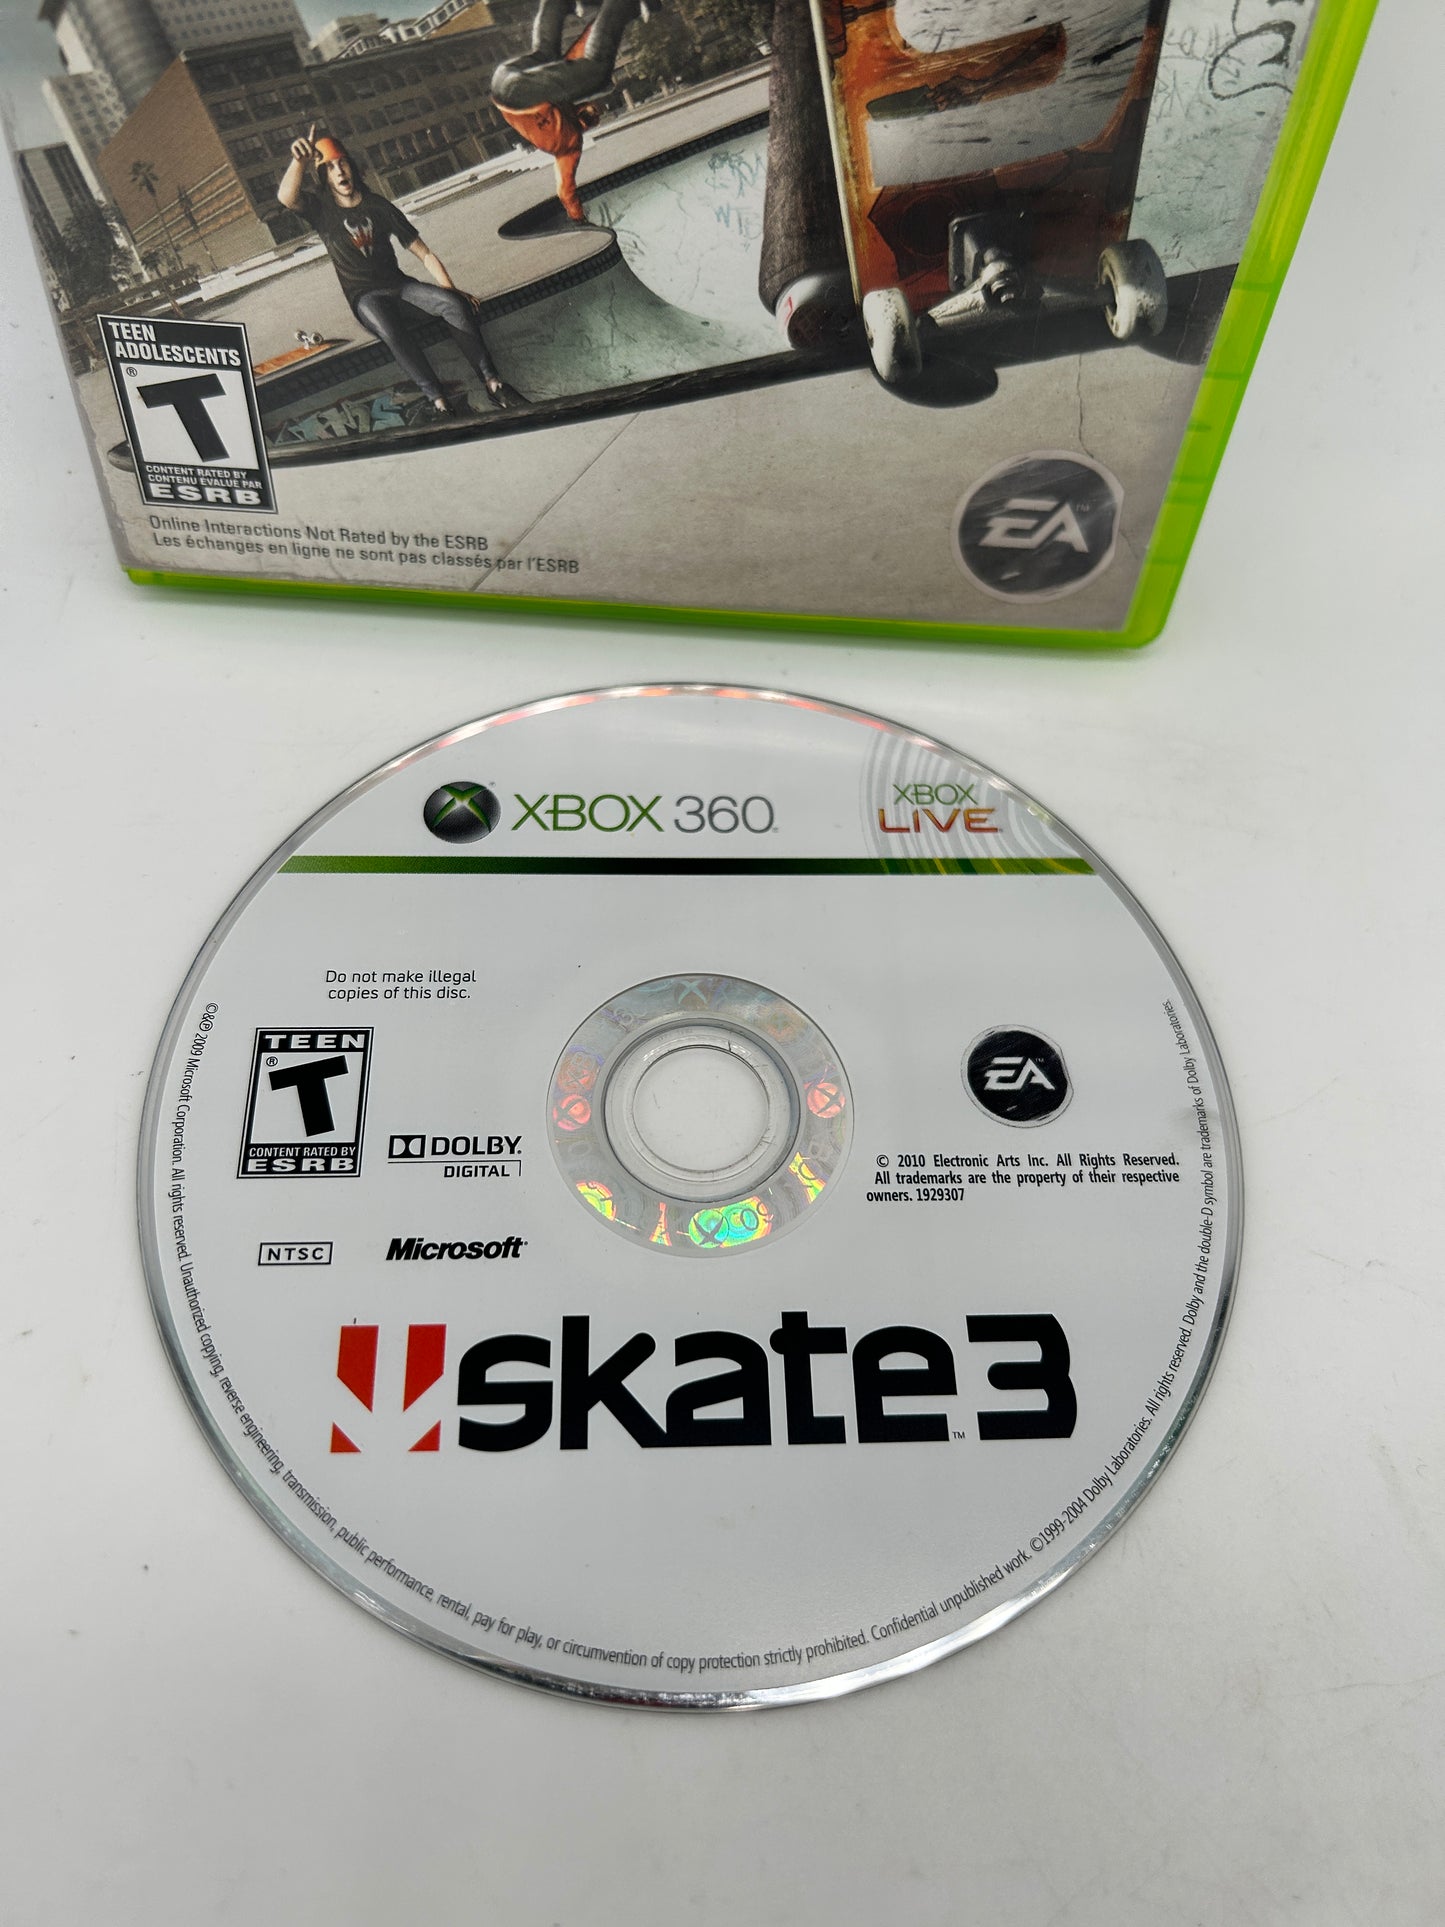 TEEN
ADOLESCENTS
®
T
CONTENT RATED BY
CONTENU ÉVALUÉ PAR
ESRB
Online Interactions Not Rated by the ESRB
Les échanges en ligne ne sont pas classés par l'ESRB
EA™
XBOX 360
XBOX
LIVE
Do not make illegal
copies of this disc.
TEEN
®
T
CONTENT RATED BY
ESRB
DOLBY
DIGITAL
NTSC
Microsoft
EA™
© 2010 Electronic Arts Inc. All Rights Reserved.
All trademarks are the property of their respective
owners. 1929307
skate 3™
©&℗ 2009 Microsoft Corporation. All rights reserved. Unauthorized copying, reverse engineering, transmission, public performance, rental, pay for play, or circumvention of copy protection strictly prohibited. Confidential unpublished work. ©1999-2004 Dolby Laboratories. All rights reserved. Dolby and the double-D symbol are trademarks of Dolby Laboratories.